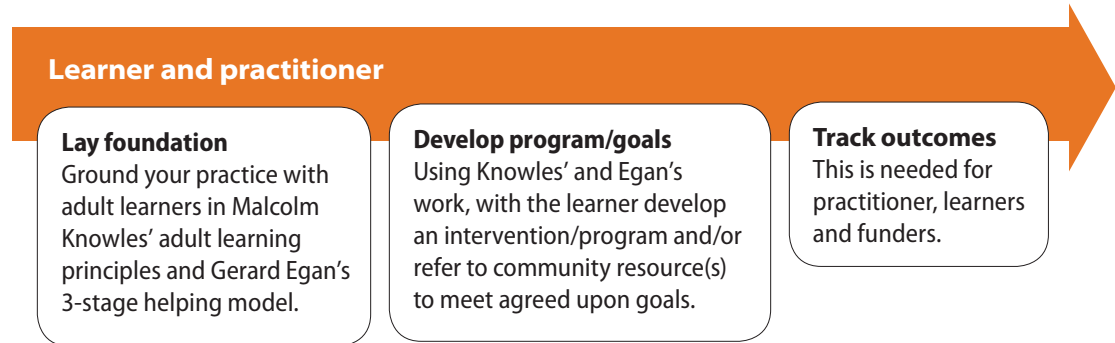 Learner and practitioner
Lay foundation
Ground your practice with
adult learners in Malcolm
Knowles’ adult learning
principles and Gerard Egan’s
3-stage helping model.
Develop program/goals
Using Knowles’ and Egan’s
work, with the learner develop
an intervention/program and/or
refer to community resource(s)
to meet agreed upon goals.
Track outcomes
This is needed for
practitioner, learners
and funders.